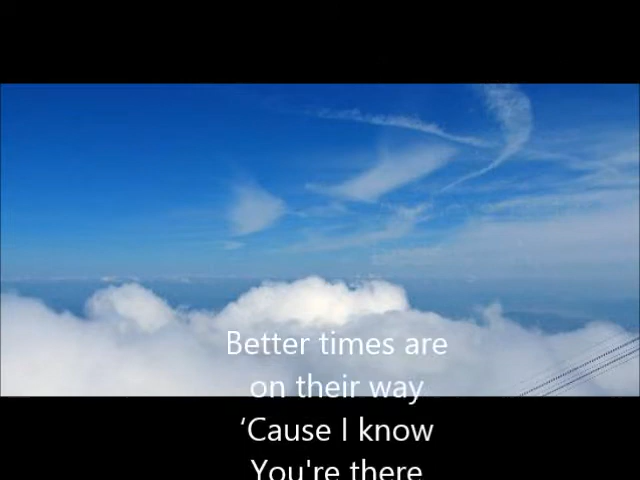 Better times are
on their way
‘Cause I know
You're there